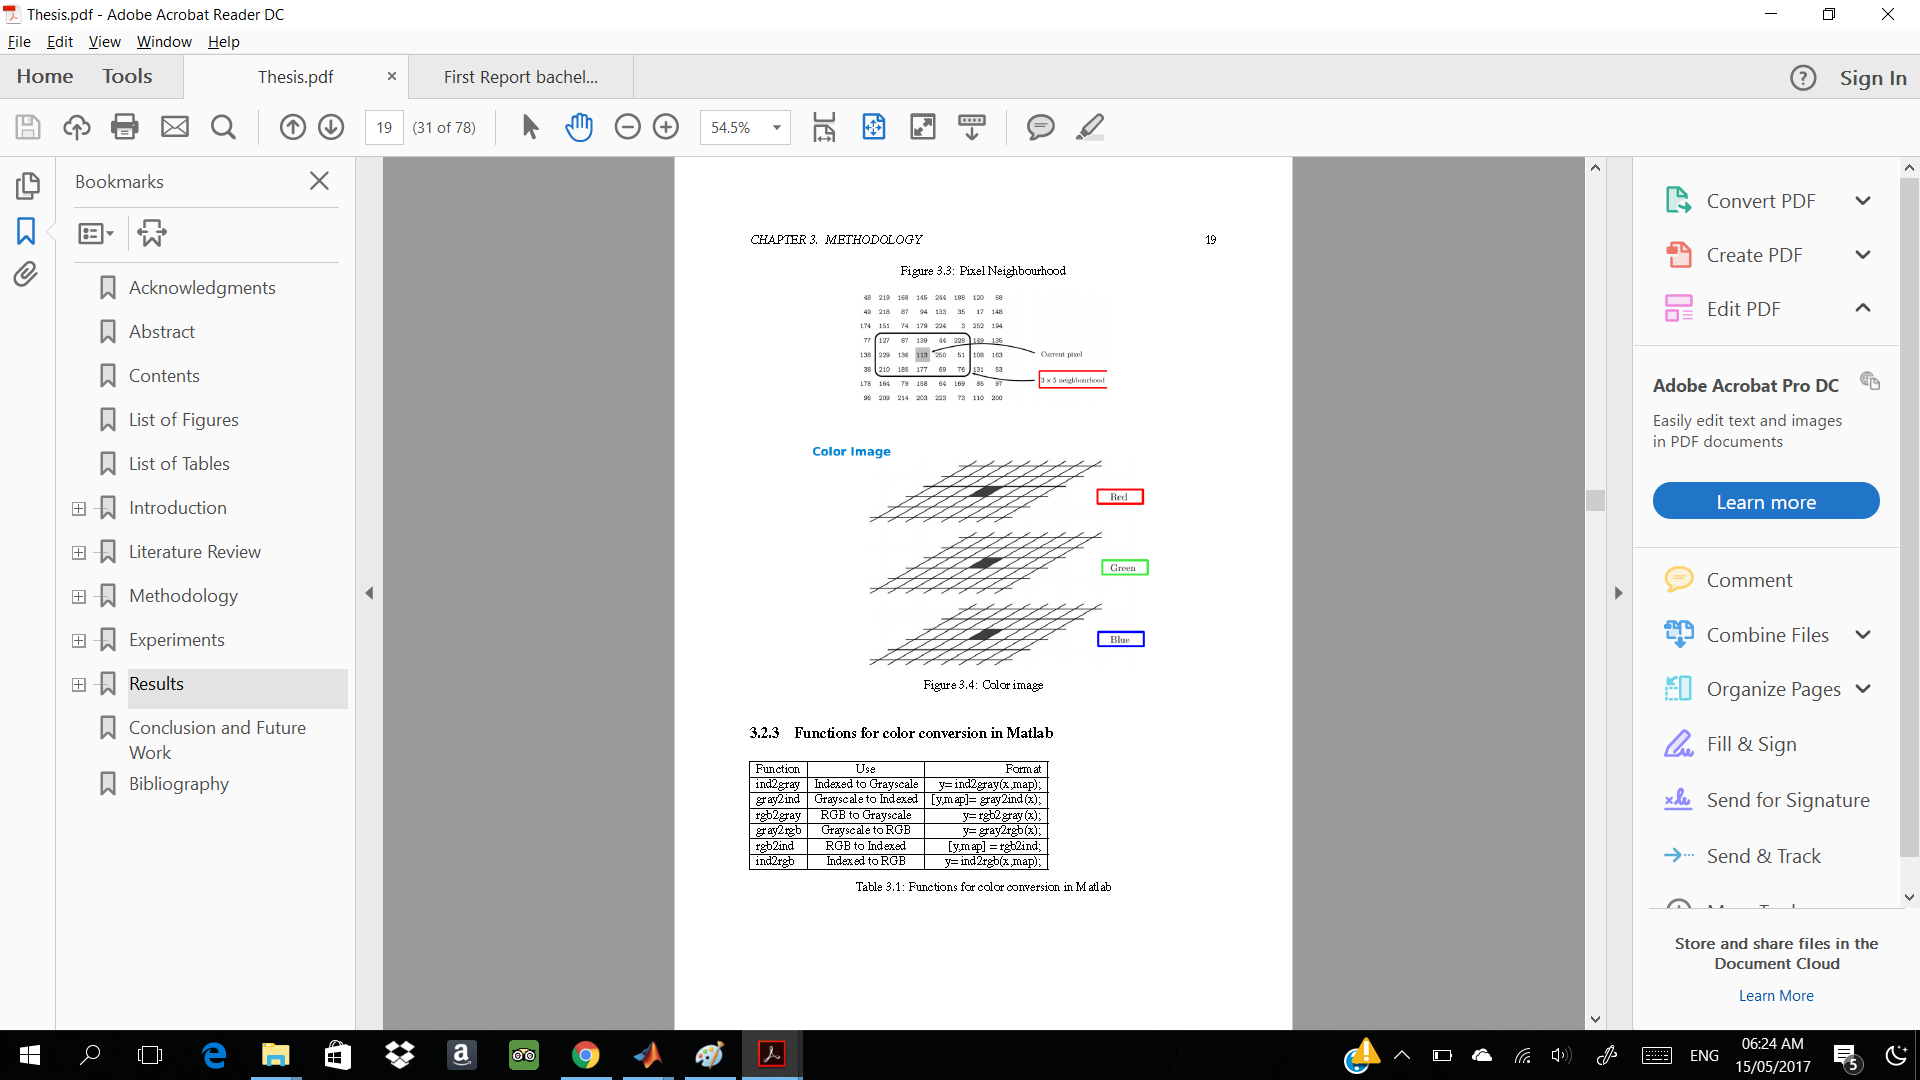 Thesis.pdf - Adobe Acrobat Reader DC
File Edit View Window Help
Home Tools Thesis.pdf × First Report bachel... ? Sign In
19 (31 of 78) 54.5%
Bookmarks
Acknowledgments
Abstract
Contents
List of Figures
List of Tables
Introduction
Literature Review
Methodology
Experiments
Results
Conclusion and Future
Work
Bibliography
CHAPTER 3. METHODOLOGY 19
Figure 3.3: Pixel Neighbourhood
48 219 168 145 244 188 120 58
49 218 87 94 133 35 17 148
174 151 74 179 224 3 252 194
77 127 87 139 44 228 149 135
138 229 136 113 250 51 108 163
38 210 185 177 69 76 131 53
178 164 79 158 64 169 85 97
96 209 214 203 223 73 110 200
Current pixel
3 × 5 neighbourhood
Color Image
Red
Green
Blue
Figure 3.4: Color image
3.2.3 Functions for color conversion in Matlab
Function Use Format
ind2gray Indexed to Grayscale y= ind2gray(x,map);
gray2ind Grayscale to Indexed [y,map]= gray2ind(x);
rgb2gray RGB to Grayscale y= rgb2gray(x);
gray2rgb Grayscale to RGB y= gray2rgb(x);
rgb2ind RGB to Indexed [y,map] = rgb2ind;
ind2rgb Indexed to RGB y= ind2rgb(x,map);
Table 3.1: Functions for color conversion in Matlab
Convert PDF
Create PDF
Edit PDF
Adobe Acrobat Pro DC
Easily edit text and images
in PDF documents
Learn more
Comment
Combine Files
Organize Pages
Fill & Sign
Send for Signature
Send & Track
Store and share files in the
Document Cloud
Learn More
ENG
06:24 AM
15/05/2017
5